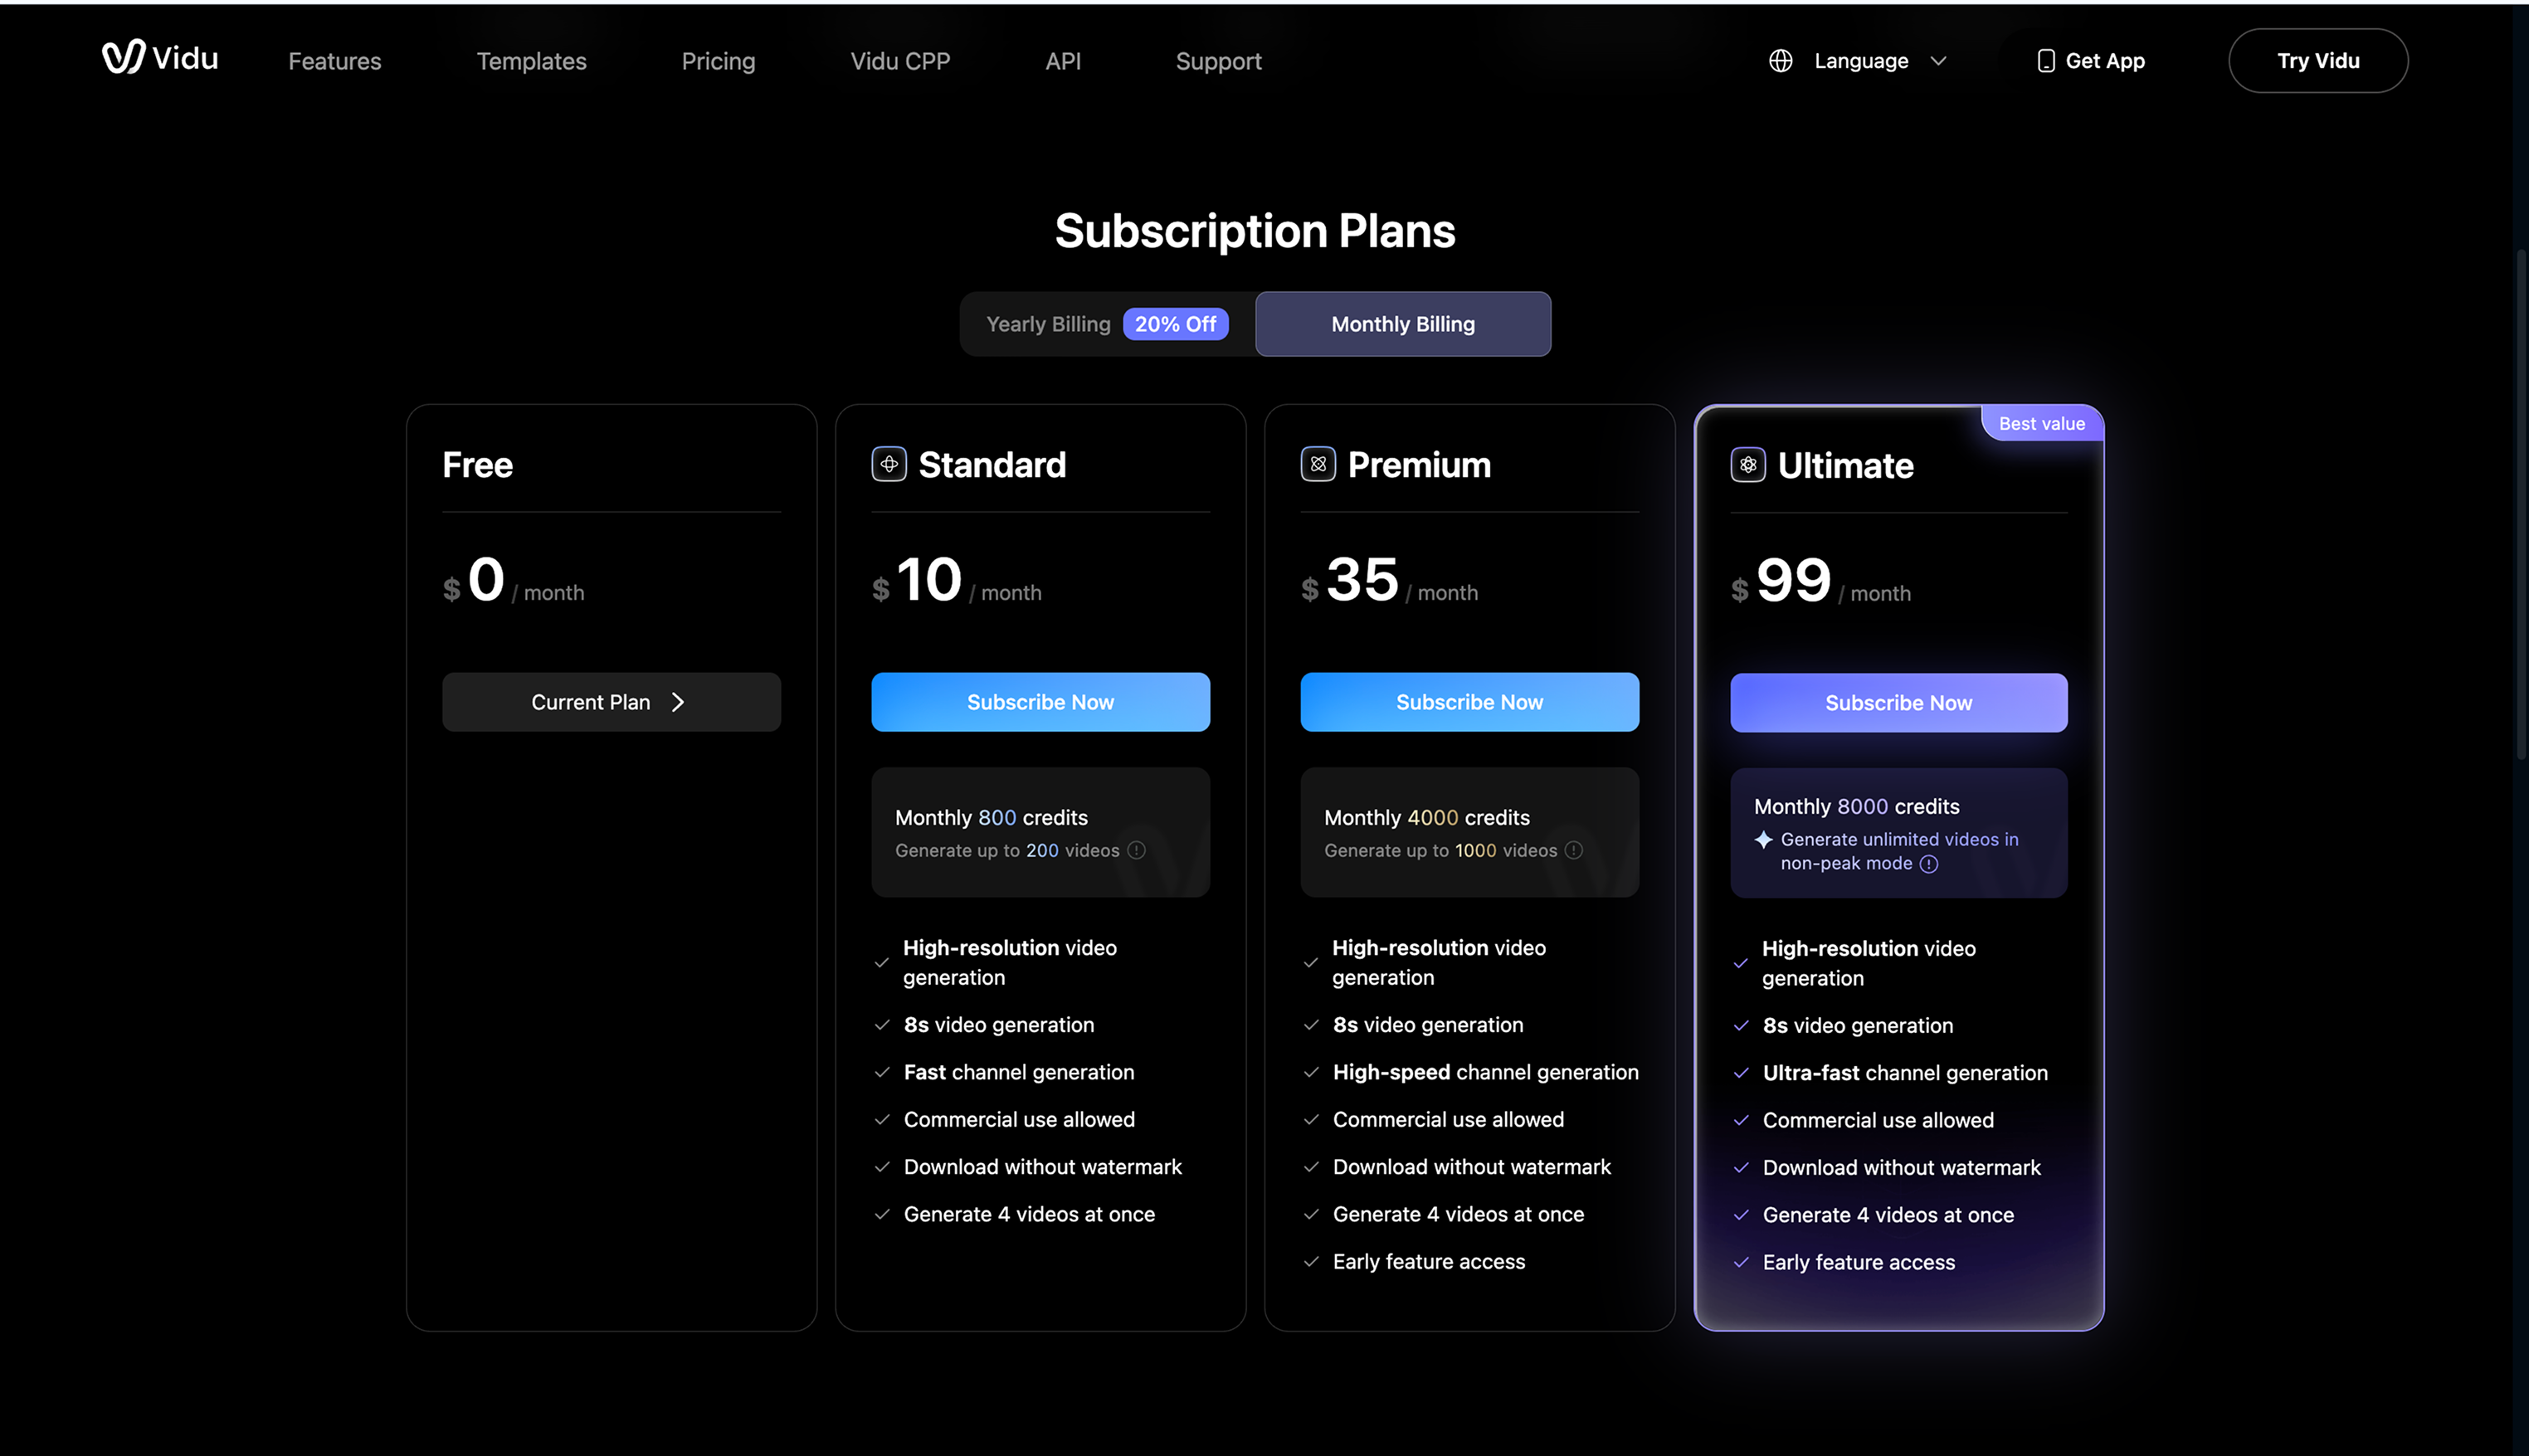 Vidu
Features
Templates
Pricing
Vidu CPP
API
Support
Language
Get App
Try Vidu
Subscription Plans
Yearly Billing 20% Off
Monthly Billing
Free
$ 0 / month
Current Plan
Standard
$ 10 / month
Subscribe Now
Monthly 800 credits
Generate up to 200 videos
High-resolution video
generation
8s video generation
Fast channel generation
Commercial use allowed
Download without watermark
Generate 4 videos at once
Premium
$ 35 / month
Subscribe Now
Monthly 4000 credits
Generate up to 1000 videos
High-resolution video
generation
8s video generation
High-speed channel generation
Commercial use allowed
Download without watermark
Generate 4 videos at once
Early feature access
Best value
Ultimate
$ 99 / month
Subscribe Now
Monthly 8000 credits
Generate unlimited videos in
non-peak mode
High-resolution video
generation
8s video generation
Ultra-fast channel generation
Commercial use allowed
Download without watermark
Generate 4 videos at once
Early feature access